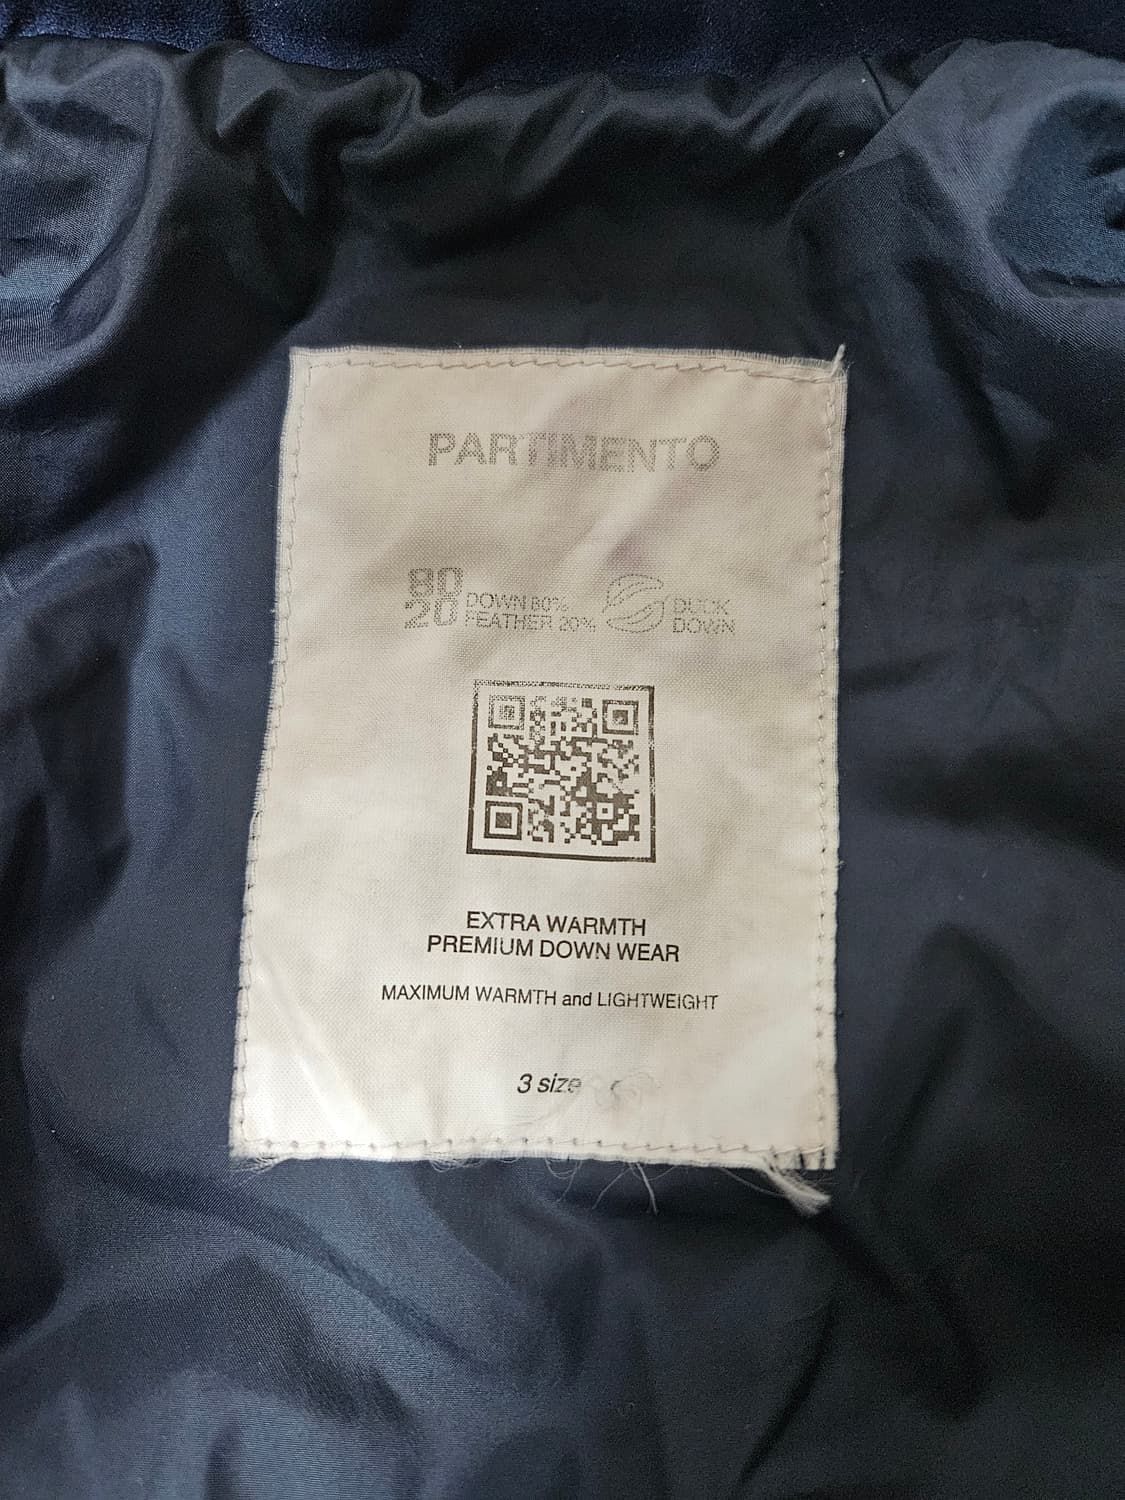 PARTIMENTO
80
20
DOWN 80%
FEATHER 20%
DUCK
DOWN
EXTRA WARMTH
PREMIUM DOWN WEAR
MAXIMUM WARMTH and LIGHTWEIGHT
3 size